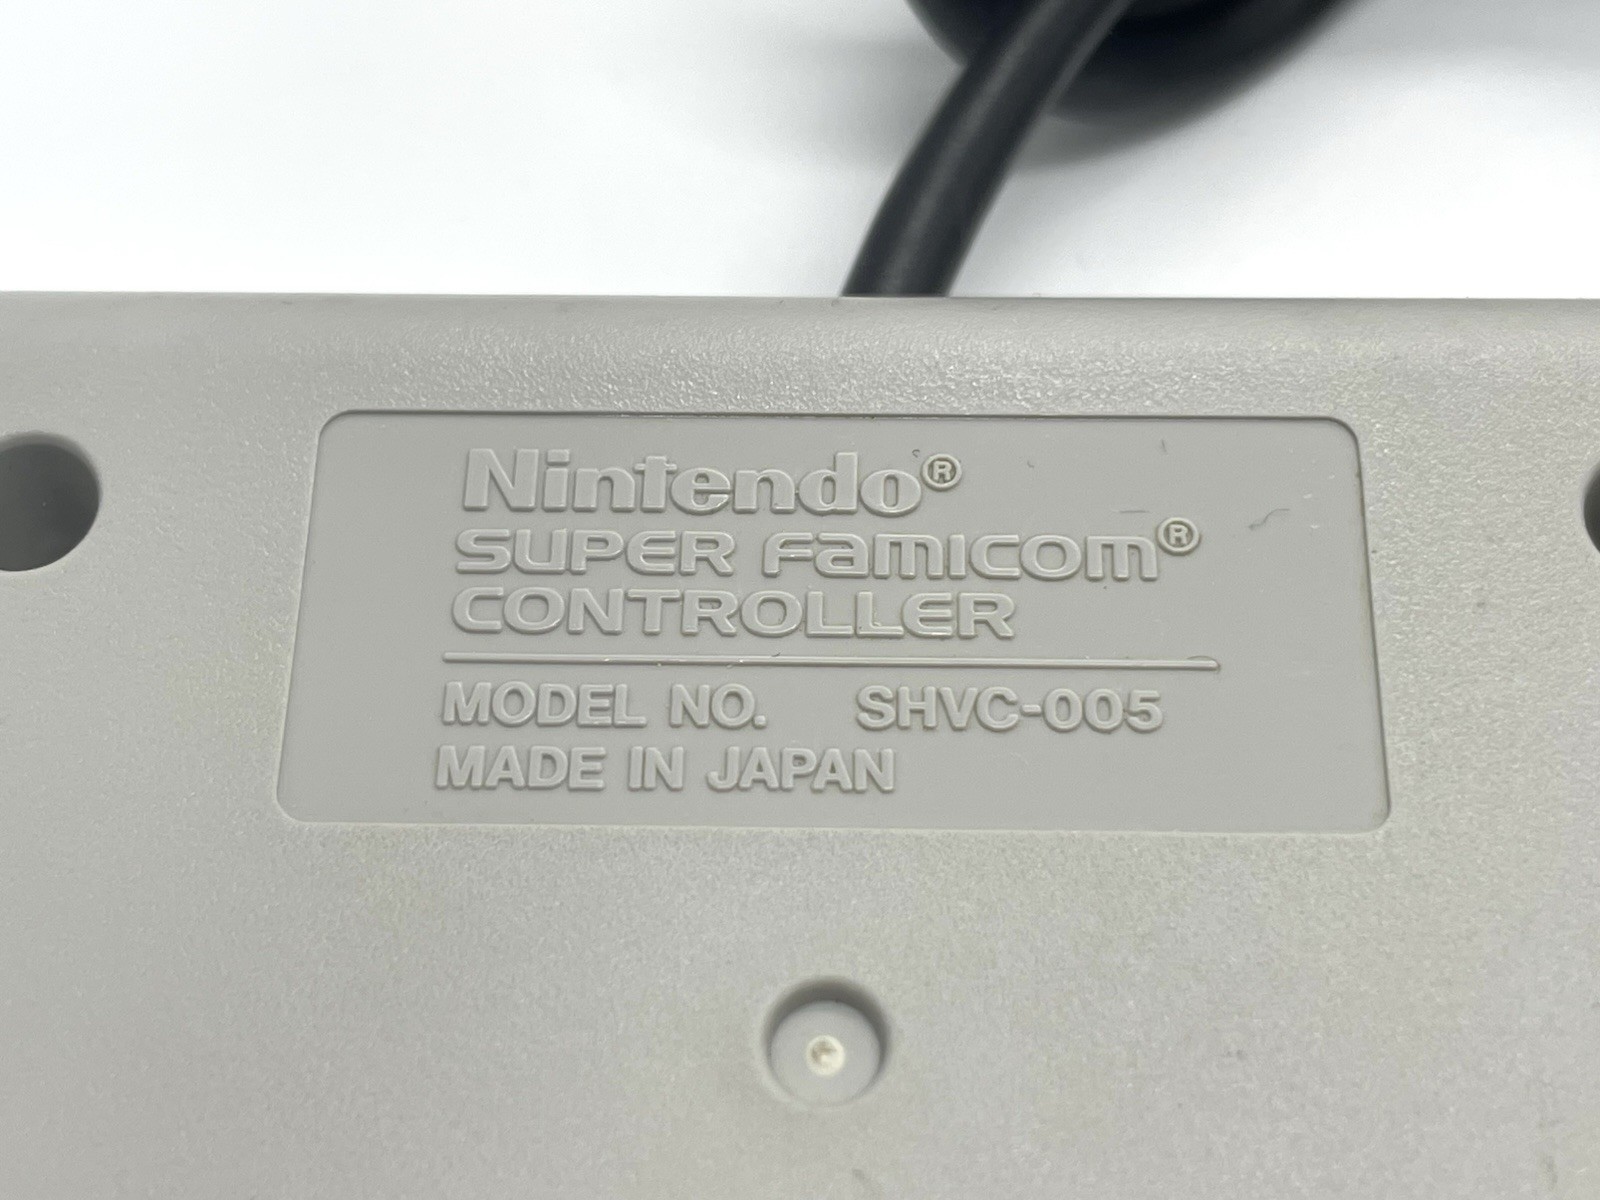 Nintendo®
SUPER FAMICOM®
CONTROLLER
MODEL NO. SHVC-005
MADE IN JAPAN